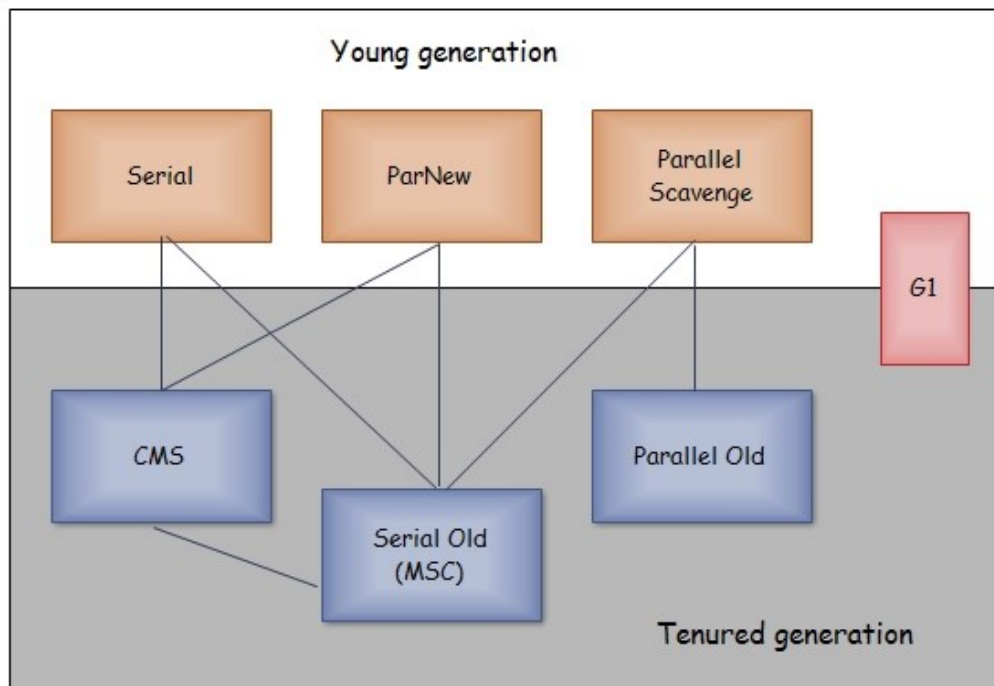 Young generation
Serial
ParNew
Parallel
Scavenge
G1
CMS
Parallel Old
Serial Old
(MSC)
Tenured generation